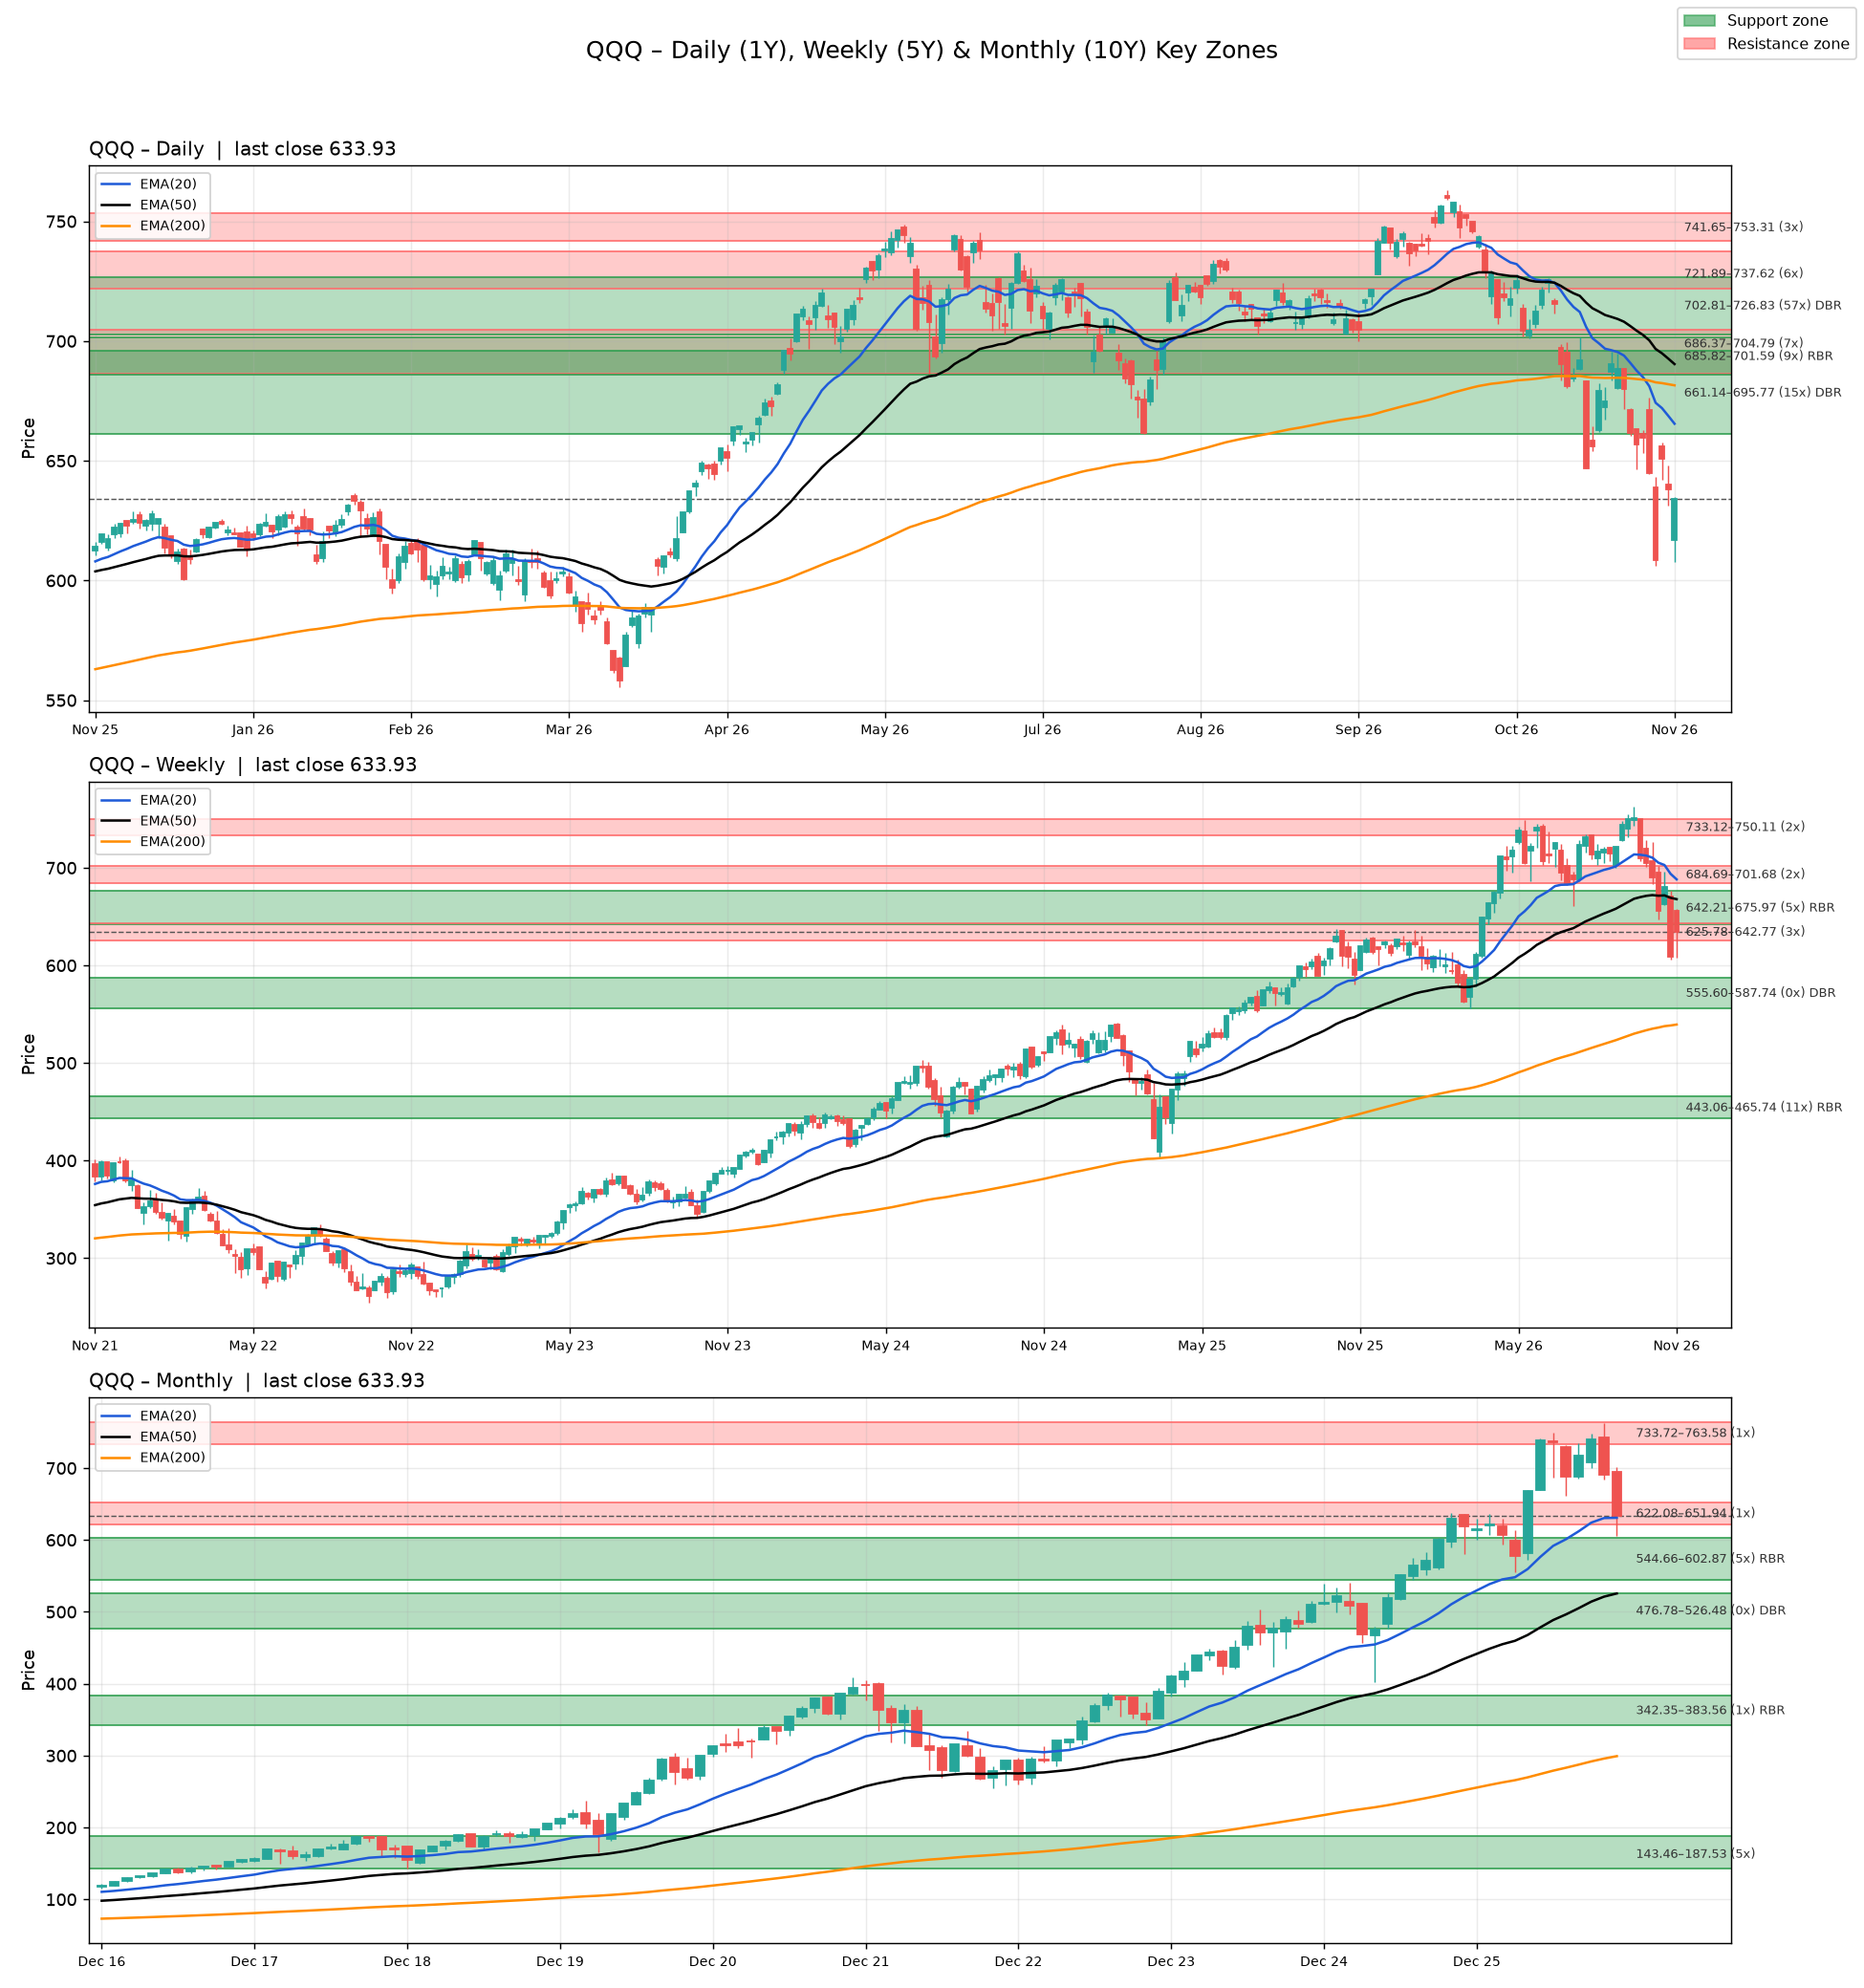 Support zone
Resistance zone
QQQ – Daily (1Y), Weekly (5Y) & Monthly (10Y) Key Zones
QQQ – Daily | last close 633.93
EMA(20)
EMA(50)
EMA(200)
Price
750
700
650
600
550
741.65–753.31 (3x)
721.89–737.62 (6x)
702.81–726.83 (57x) DBR
686.37–704.79 (7x)
685.82–701.59 (9x) RBR
661.14–695.77 (15x) DBR
Nov 25
Jan 26
Feb 26
Mar 26
Apr 26
May 26
Jul 26
Aug 26
Sep 26
Oct 26
Nov 26
QQQ – Weekly | last close 633.93
EMA(20)
EMA(50)
EMA(200)
Price
700
600
500
400
300
733.12–750.11 (2x)
684.69–701.68 (2x)
642.21–675.97 (5x) RBR
625.78–642.77 (3x)
555.60–587.74 (0x) DBR
443.06–465.74 (11x) RBR
Nov 21
May 22
Nov 22
May 23
Nov 23
May 24
Nov 24
May 25
Nov 25
May 26
Nov 26
QQQ – Monthly | last close 633.93
EMA(20)
EMA(50)
EMA(200)
Price
700
600
500
400
300
200
100
733.72–763.58 (1x)
622.08–651.94 (1x)
544.66–602.87 (5x) RBR
476.78–526.48 (0x) DBR
342.35–383.56 (1x) RBR
143.46–187.53 (5x)
Dec 16
Dec 17
Dec 18
Dec 19
Dec 20
Dec 21
Dec 22
Dec 23
Dec 24
Dec 25